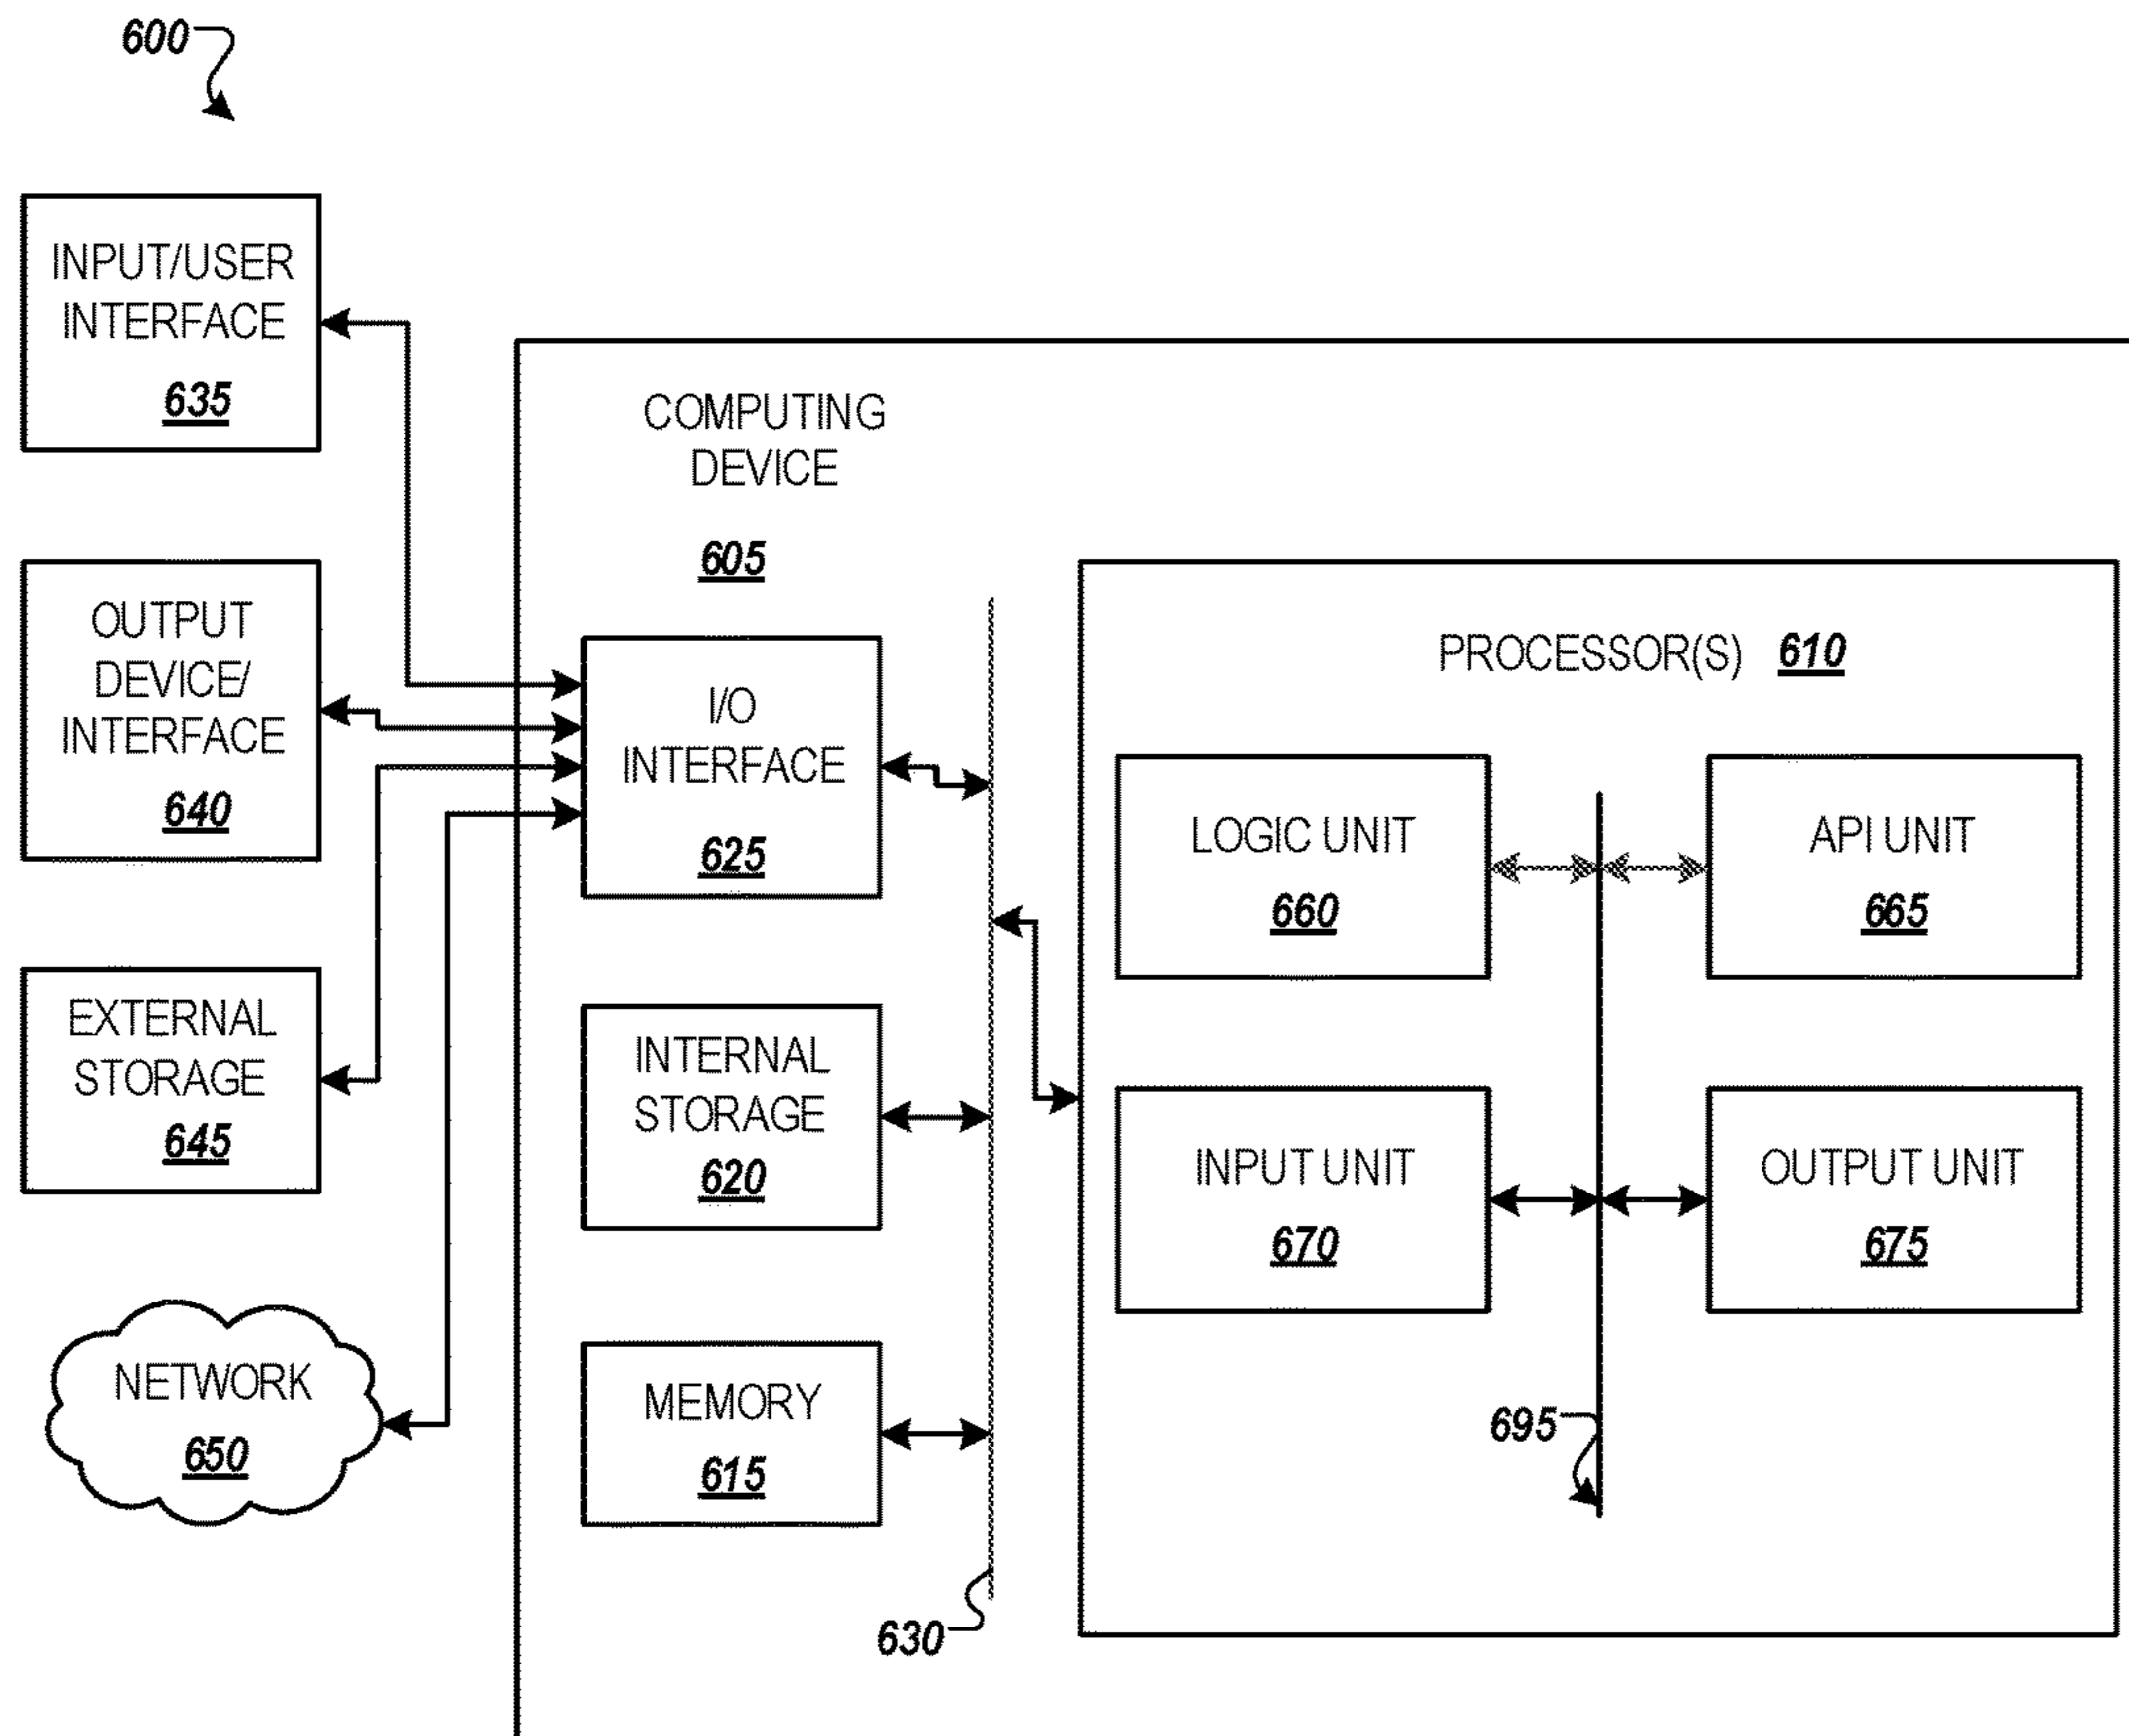 600
INPUT/USER
INTERFACE
635
OUTPUT
DEVICE/
INTERFACE
640
EXTERNAL
STORAGE
645
NETWORK
650
COMPUTING
DEVICE
605
I/O
INTERFACE
625
INTERNAL
STORAGE
620
MEMORY
615
630
PROCESSOR(S) 610
LOGIC UNIT
660
API UNIT
665
INPUT UNIT
670
OUTPUT UNIT
675
695